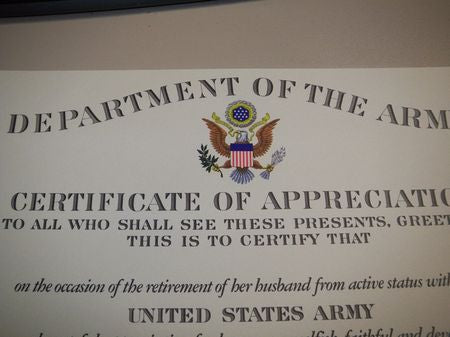 DEPARTMENT OF THE ARM
CERTIFICATE OF APPRECIATIO
TO ALL WHO SHALL SEE THESE PRESENTS, GREET
THIS IS TO CERTIFY THAT
on the occasion of the retirement of her husband from active status with
UNITED STATES ARMY